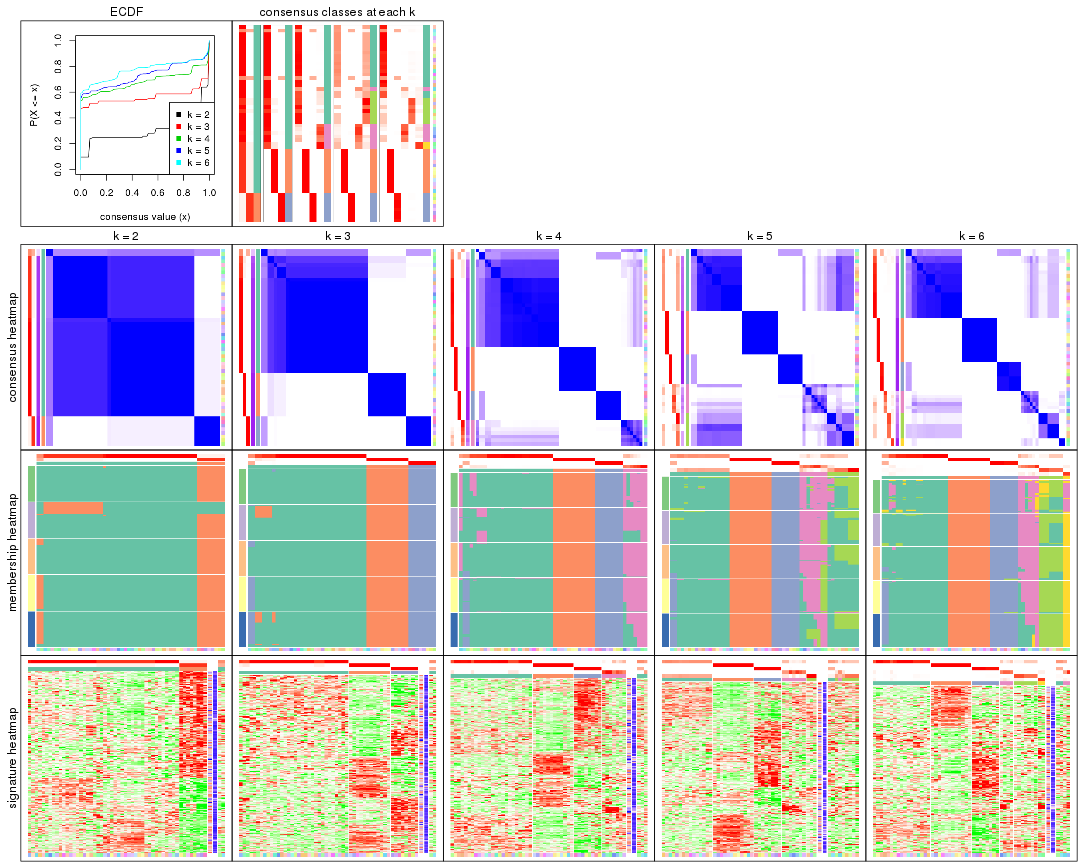 ECDF
consensus classes at each k
P(X <= x)
0.0 0.2 0.4 0.6 0.8 1.0
k = 2
k = 3
k = 4
k = 5
k = 6
0.0 0.2 0.4 0.6 0.8 1.0
consensus value (x)
k = 2 k = 3 k = 4 k = 5 k = 6
consensus heatmap
membership heatmap
signature heatmap